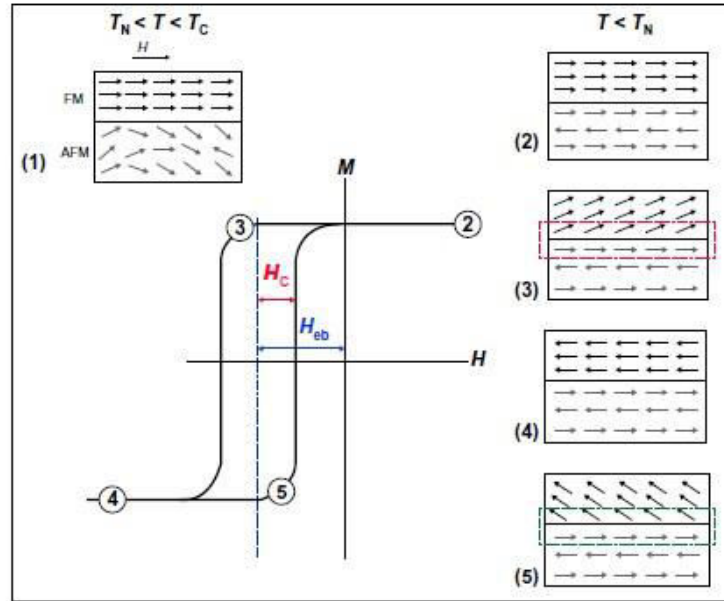 T_N < T < T_C
H
FM
AFM
(1)
T < T_N
(2)
(3)
(4)
(5)
M
3
2
H_C
H_eb
H
4
5